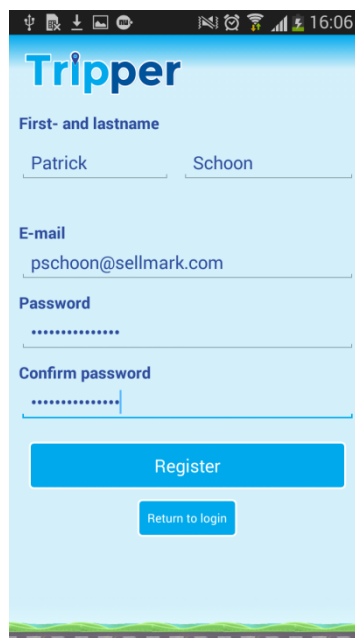 16:06
Tripper
First- and lastname
Patrick Schoon
E-mail
pschoon@sellmark.com
Password
•••••••••••••••
Confirm password
•••••••••••••••
Register
Return to login